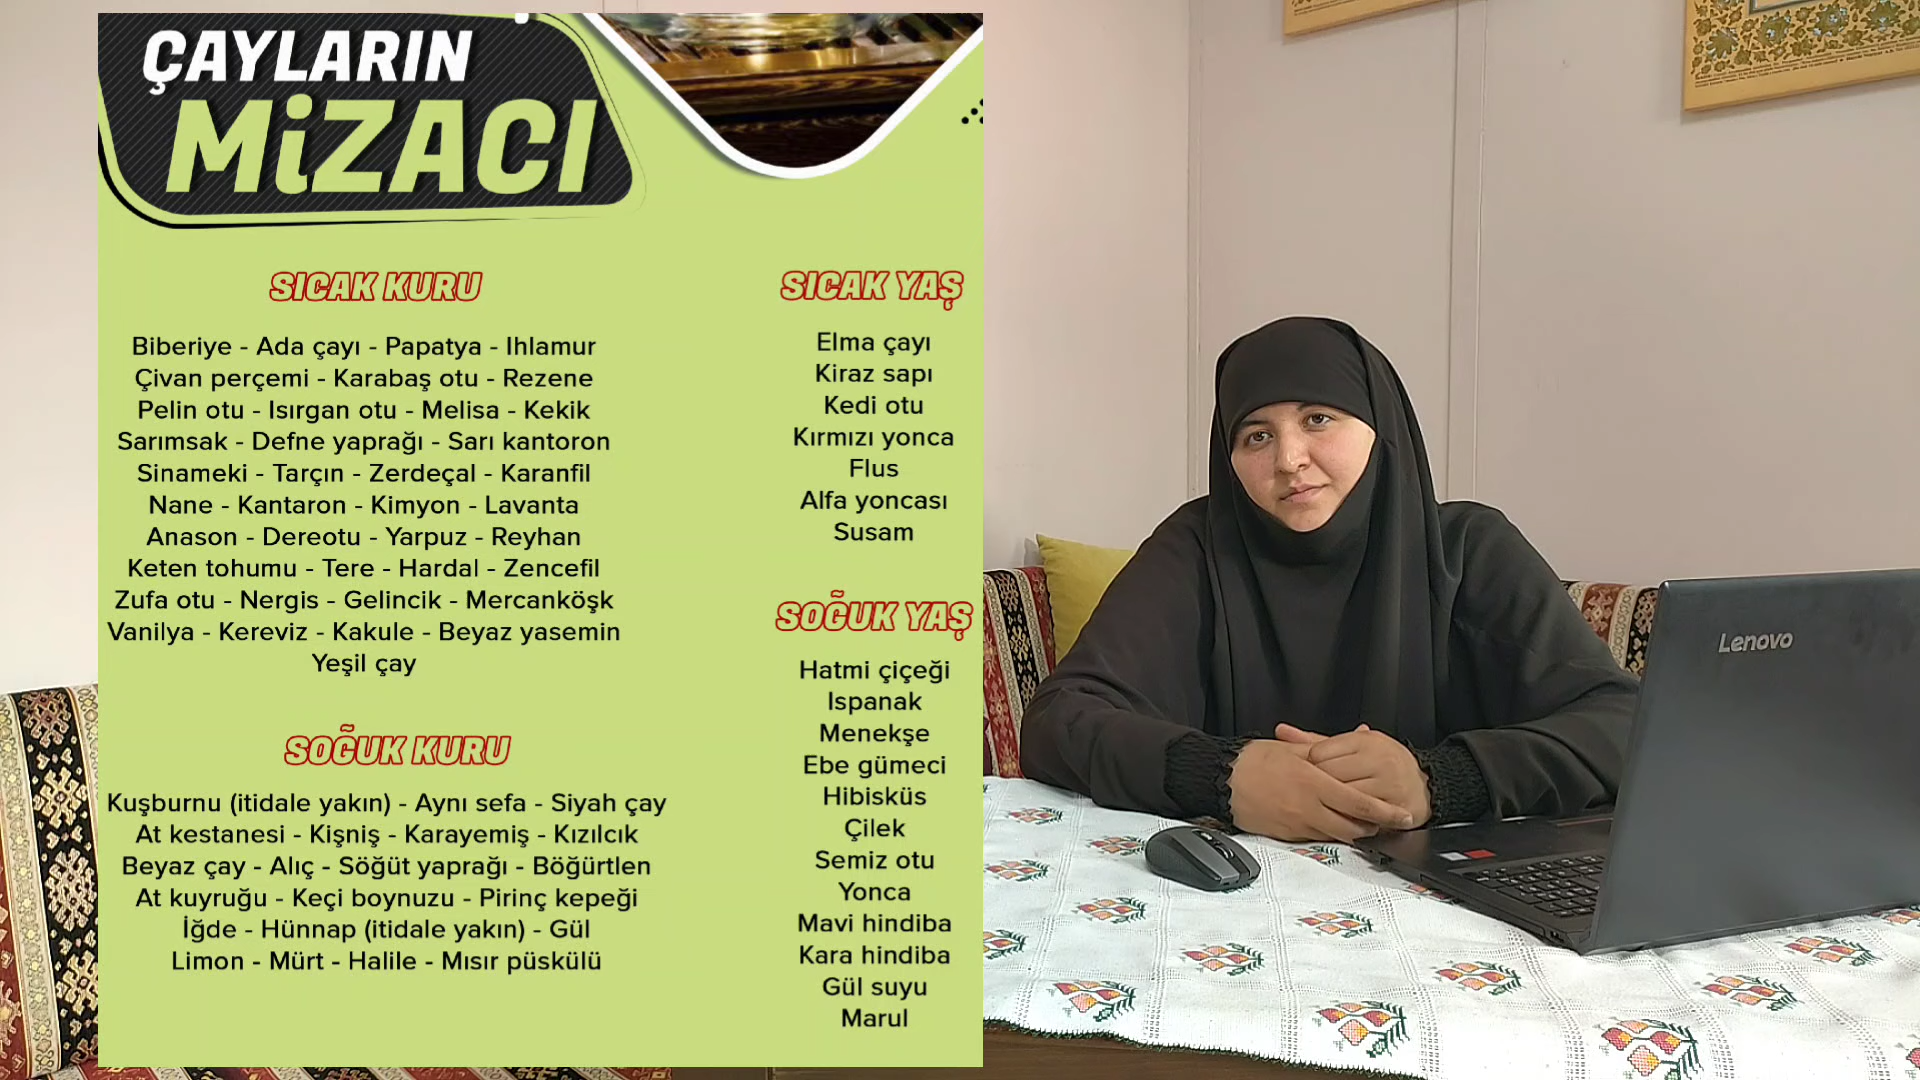 ÇAYLARIN
MiZACI
SICAK KURU
Biberiye - Ada çayı - Papatya - Ihlamur
Çivan perçemi - Karabaş otu - Rezene
Pelin otu - Isırgan otu - Melisa - Kekik
Sarımsak - Defne yaprağı - Sarı kantoron
Sinameki - Tarçın - Zerdeçal - Karanfil
Nane - Kantaron - Kimyon - Lavanta
Anason - Dereotu - Yarpuz - Reyhan
Keten tohumu - Tere - Hardal - Zencefil
Zufa otu - Nergis - Gelincik - Mercanköşk
Vanilya - Kereviz - Kakule - Beyaz yasemin
Yeşil çay
SOĞUK KURU
Kuşburnu (itidale yakın) - Aynı sefa - Siyah çay
At kestanesi - Kişniş - Karayemiş - Kızılcık
Beyaz çay - Alıç - Söğüt yaprağı - Böğürtlen
At kuyruğu - Keçi boynuzu - Pirinç kepeği
İğde - Hünnap (itidale yakın) - Gül
Limon - Mürt - Halile - Mısır püskülü
SICAK YAŞ
Elma çayı
Kiraz sapı
Kedi otu
Kırmızı yonca
Flus
Alfa yoncası
Susam
SOĞUK YAŞ
Hatmi çiçeği
Ispanak
Menekşe
Ebe gümeci
Hibisküs
Çilek
Semiz otu
Yonca
Mavi hindiba
Kara hindiba
Gül suyu
Marul
Lenovo